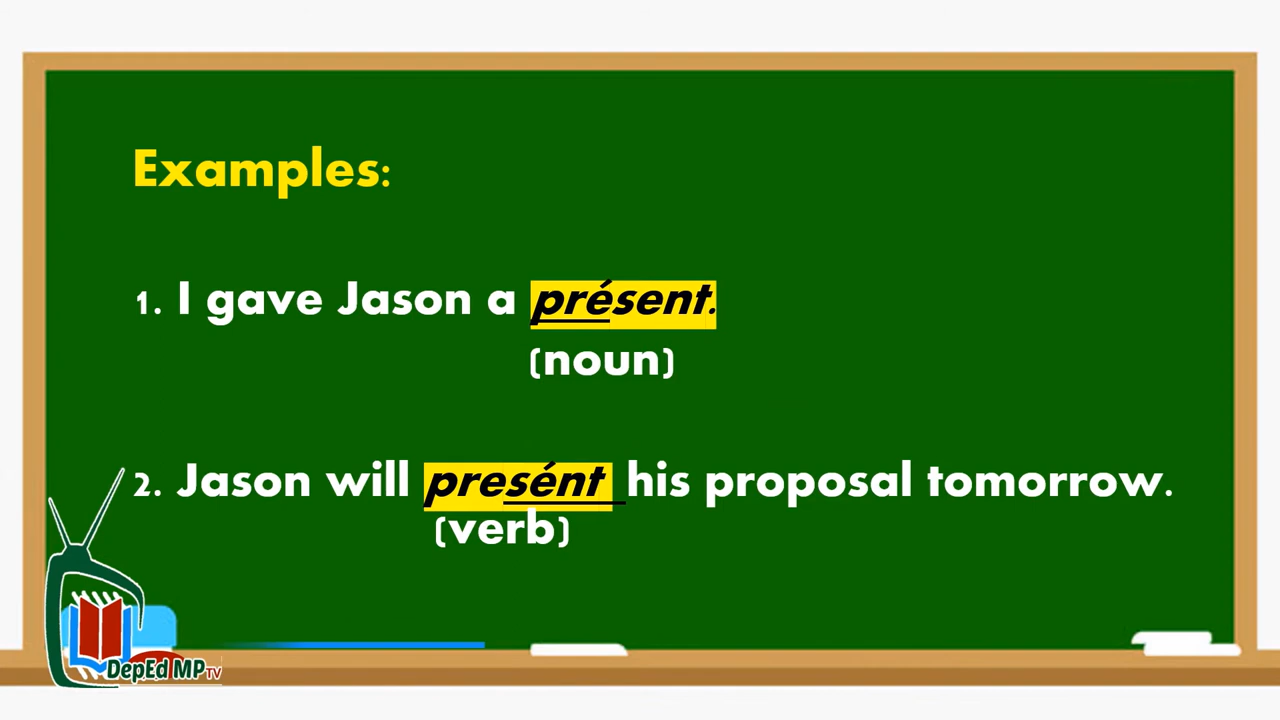 Examples:
1. I gave Jason a présent.
(noun)
2. Jason will presént his proposal tomorrow.
(verb)
DepEd MP TV